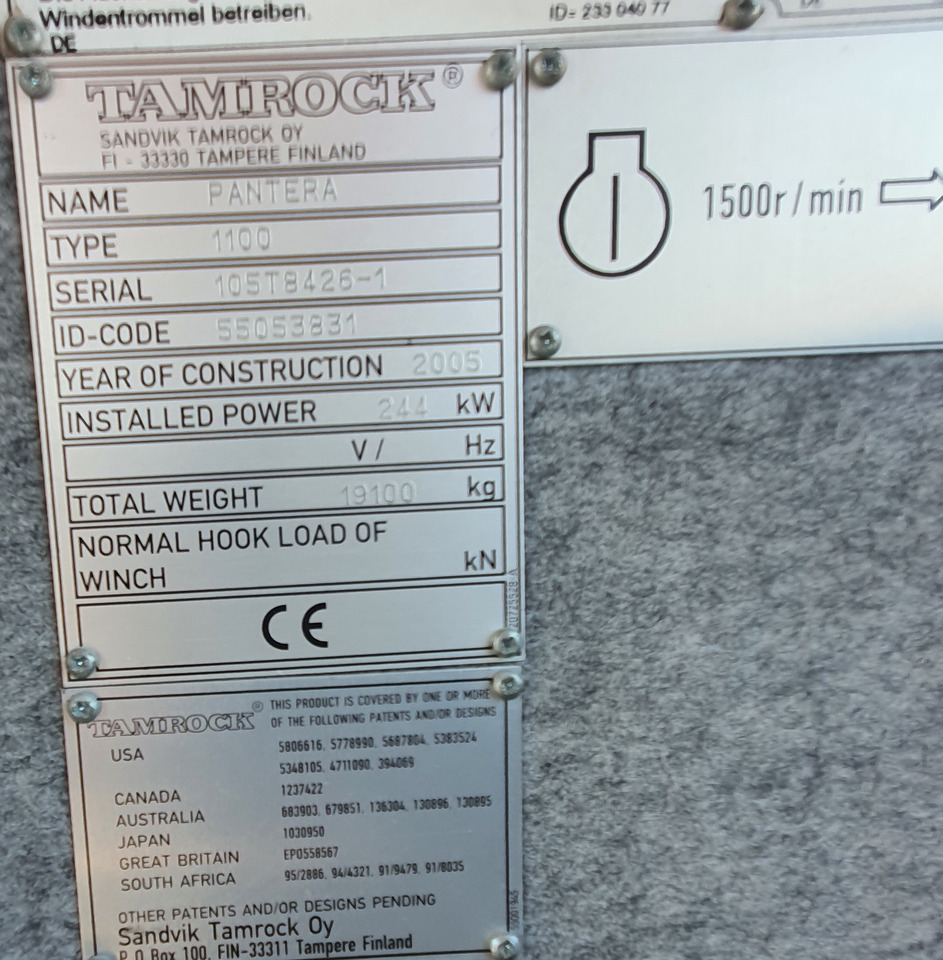 Windentrommel betreiben.
DE
ID= 233 040 77
TAMROCK®
SANDVIK TAMROCK OY
FI - 33330 TAMPERE FINLAND
NAME PANTERA
TYPE 1100
SERIAL 105T8426-1
ID-CODE 55053831
YEAR OF CONSTRUCTION 2005
INSTALLED POWER 244 kW
V / Hz
TOTAL WEIGHT 19100 kg
NORMAL HOOK LOAD OF
WINCH kN
CE
20725528-A
1500r/min
TAMROCK® THIS PRODUCT IS COVERED BY ONE OR MORE
OF THE FOLLOWING PATENTS AND/OR DESIGNS
USA 5806616, 5778990, 5687804, 5383524
5348105, 4711090, 394069
CANADA 1237422
AUSTRALIA 683903, 679851, 136304, 130896, 130895
JAPAN 1030950
GREAT BRITAIN EP0558567
SOUTH AFRICA 95/2886, 94/4321, 91/9479, 91/8035
OTHER PATENTS AND/OR DESIGNS PENDING
Sandvik Tamrock Oy
P.O Box 100, FIN-33311 Tampere Finland